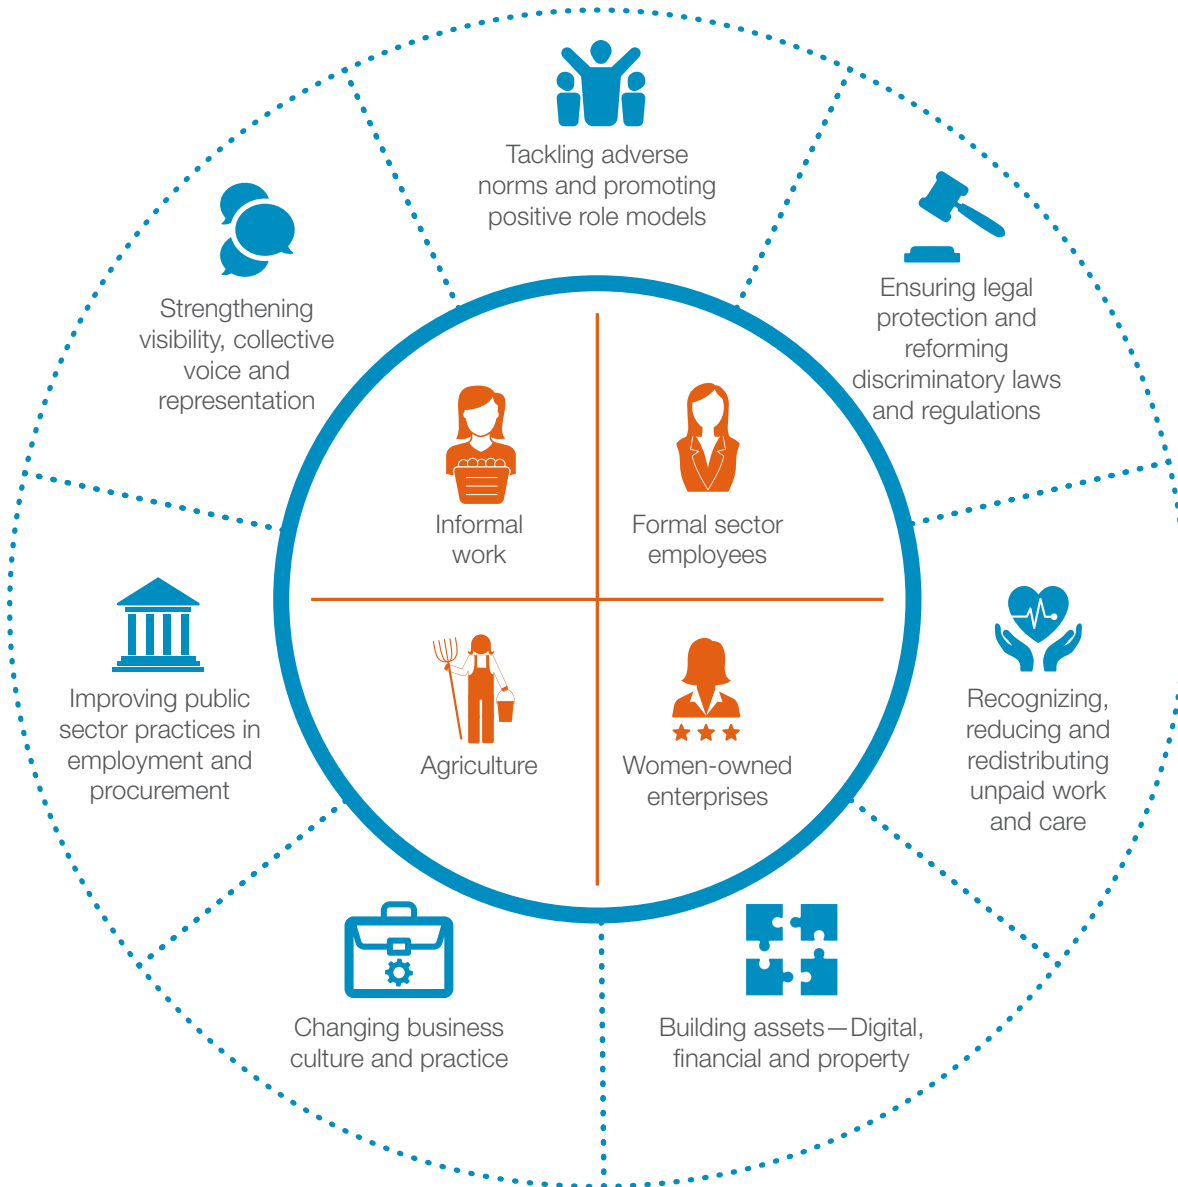 Tackling adverse
norms and promoting
positive role models
Ensuring legal
protection and
reforming
discriminatory laws
and regulations
Recognizing,
reducing and
redistributing
unpaid work
and care
Building assets—Digital,
financial and property
Changing business
culture and practice
Improving public
sector practices in
employment and
procurement
Strengthening
visibility, collective
voice and
representation
Informal
work
Formal sector
employees
Agriculture
Women-owned
enterprises